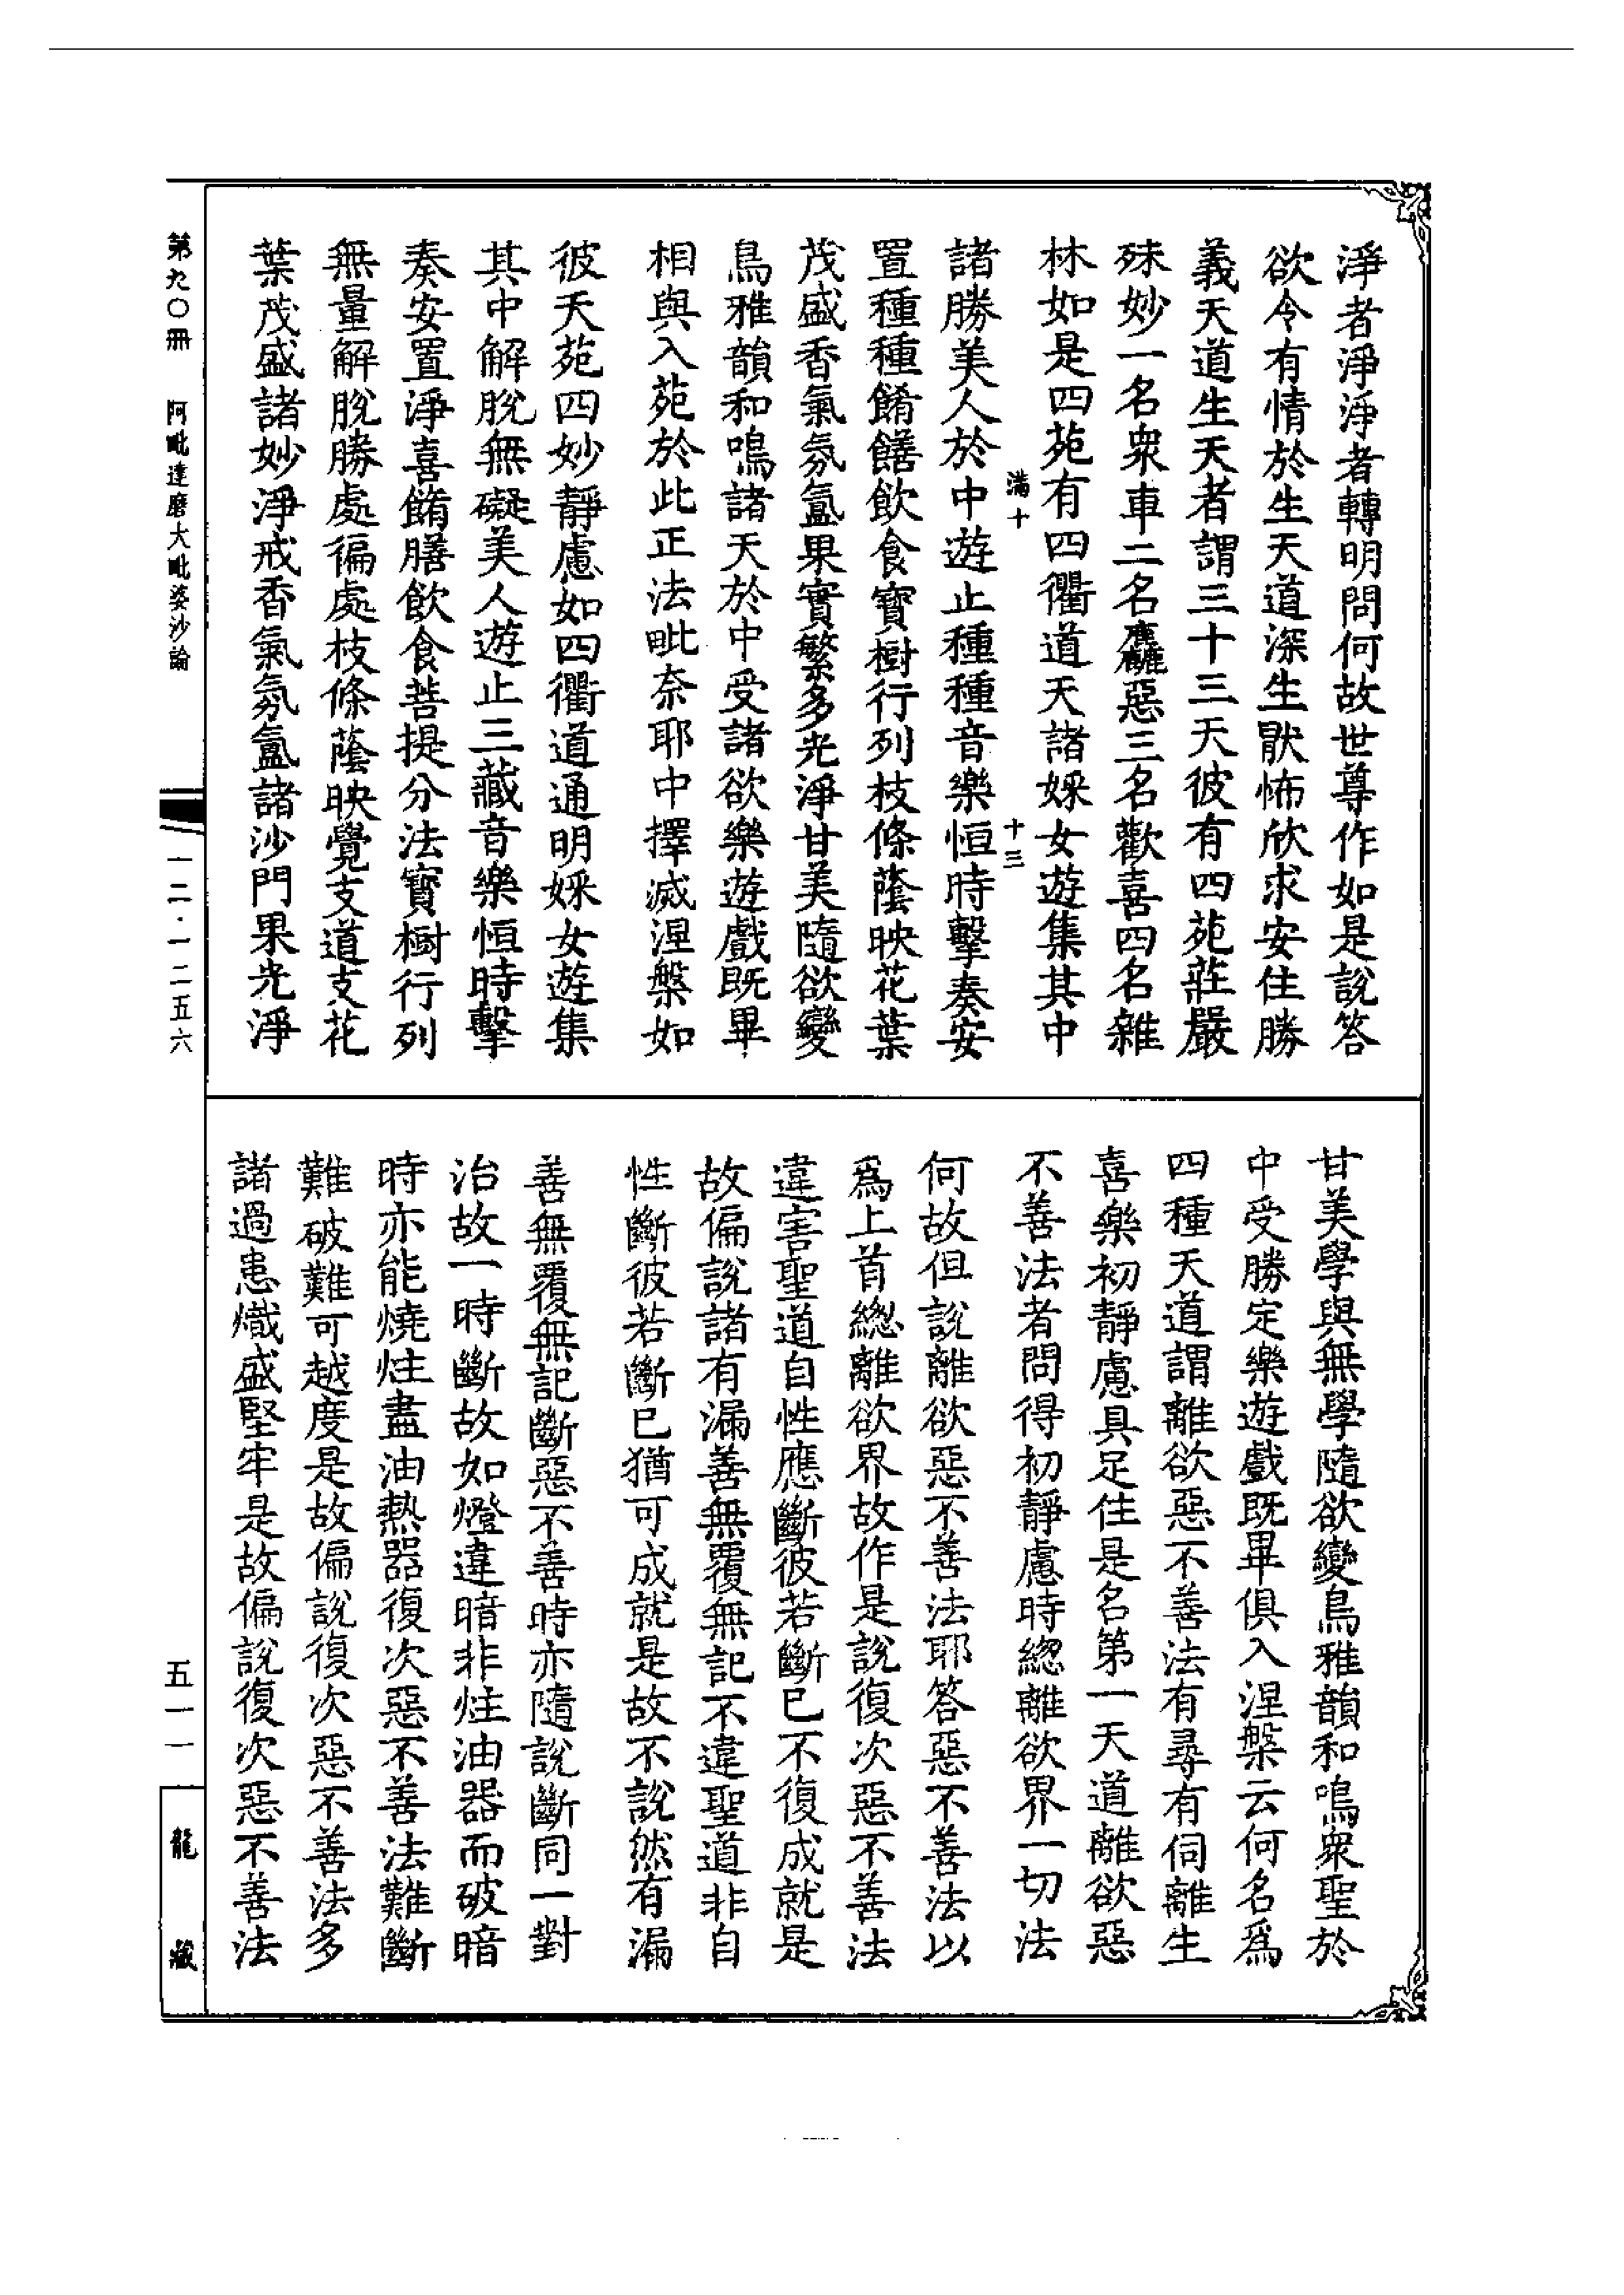 淨者淨淨者轉明問何故世尊作如是說答
欲令有情於生天道深生厭怖欣求安住勝
義天道生天者謂三十三天彼有四苑莊嚴
殊妙一名衆車二名麤惡三名歡喜四名雜
林如是四苑有四衢道天諸婇女遊集其中
滿十
十三
諸勝美人於中遊止種種音樂恒時擊奏安
置種種餚饍飲食寶樹行列枝條蔭映花葉
茂盛香氣氛氳果實繁多光淨甘美隨欲變
鳥雅韻和鳴諸天於中受諸欲樂遊戲既畢
相與入苑於此正法毗奈耶中擇滅涅槃如
彼天苑四妙靜慮如四衢道通明婇女遊集
其中解脫無礙美人遊止三藏音樂恒時擊
奏安置淨喜餚膳飲食菩提分法寶樹行列
無量解脫勝處徧處枝條蔭映覺支道支花
葉茂盛諸妙淨戒香氣氛氳諸沙門果光淨
甘美學與無學隨欲變鳥雅韻和鳴衆聖於
中受勝定樂遊戲既畢俱入涅槃云何名爲
四種天道謂離欲惡不善法有尋有伺離生
喜樂初靜慮具足住是名第一天道離欲惡
不善法者問得初靜慮時總離欲界一切法
何故但說離欲惡不善法耶答惡不善法以
爲上首總離欲界故作是說復次惡不善法
違害聖道自性應斷彼若斷已不復成就是
故偏說諸有漏善無覆無記不違聖道非自
性斷彼若斷已猶可成就是故不說然有漏
善無覆無記斷惡不善時亦隨說斷同一對
治故一時斷故如燈違暗非炷油器而破暗
時亦能燒炷盡油熱器復次惡不善法難斷
難破難可越度是故偏說復次惡不善法多
諸過患熾盛堅牢是故偏說復次惡不善法
第九〇冊 阿毗達磨大毗婆沙論
一二·一二五六
五一一
龍藏